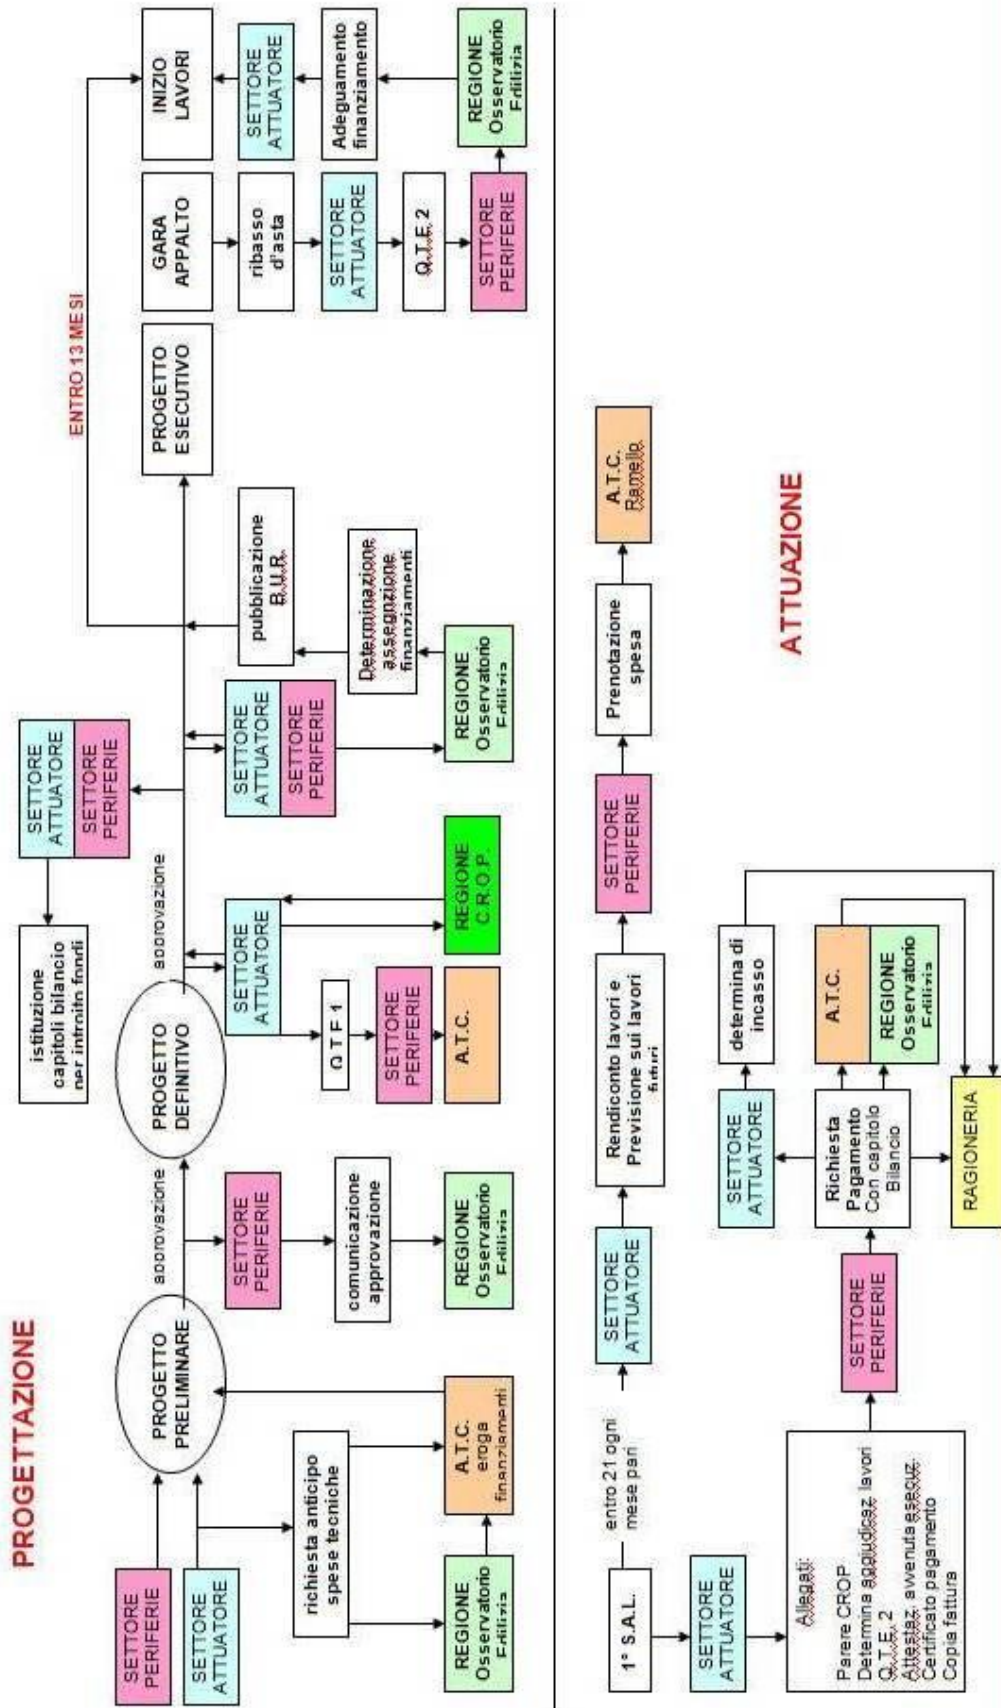 PROGETTAZIONE
SETTORE
PERIFERIE
SETTORE
ATTUATORE
richiesta anticipo
spese tecniche
REGIONE
Osservatorio
Edilizia
A.T.C.
eroga
finanziamenti
PROGETTO
PRELIMINARE
approvazione
SETTORE
PERIFERIE
comunicazione
approvazione
REGIONE
Osservatorio
Edilizia
PROGETTO
DEFINITIVO
approvazione
SETTORE
ATTUATORE
Q T E 1
SETTORE
PERIFERIE
A.T.C.
REGIONE
C.R.O.P.
SETTORE
ATTUATORE
SETTORE
PERIFERIE
istituzione
capitoli bilancio
per introito fondi
SETTORE
ATTUATORE
SETTORE
PERIFERIE
REGIONE
Osservatorio
Edilizia
Determinazione
assegnzione
finanziamenti
pubblicazione
B.U.R.
ENTRO 13 MESI
PROGETTO
ESECUTIVO
GARA
APPALTO
ribasso
d'asta
SETTORE
ATTUATORE
Q.T.E.2
SETTORE
PERIFERIE
REGIONE
Osservatorio
Edilizia
Adeguamento
finanziamento
SETTORE
ATTUATORE
INIZIO
LAVORI
1° S.A.L.
entro 21 ogni
mese pari
SETTORE
ATTUATORE
Rendiconto lavori e
Previsione sui lavori
futuri
SETTORE
PERIFERIE
Prenotazione
spesa
A.T.C.
Ramello
SETTORE
ATTUATORE
Allegati:
Parere CROP
Determina aggiudicaz. lavori
Q.T.E. 2
Attestaz. avvenuta esecuz.
Certificato pagamento
Copia fattura
SETTORE
PERIFERIE
Richiesta
Pagamento
Con capitolo
Bilancio
SETTORE
ATTUATORE
determina di
incasso
A.T.C.
REGIONE
Osservatorio
Edilizia
RAGIONERIA
ATTUAZIONE